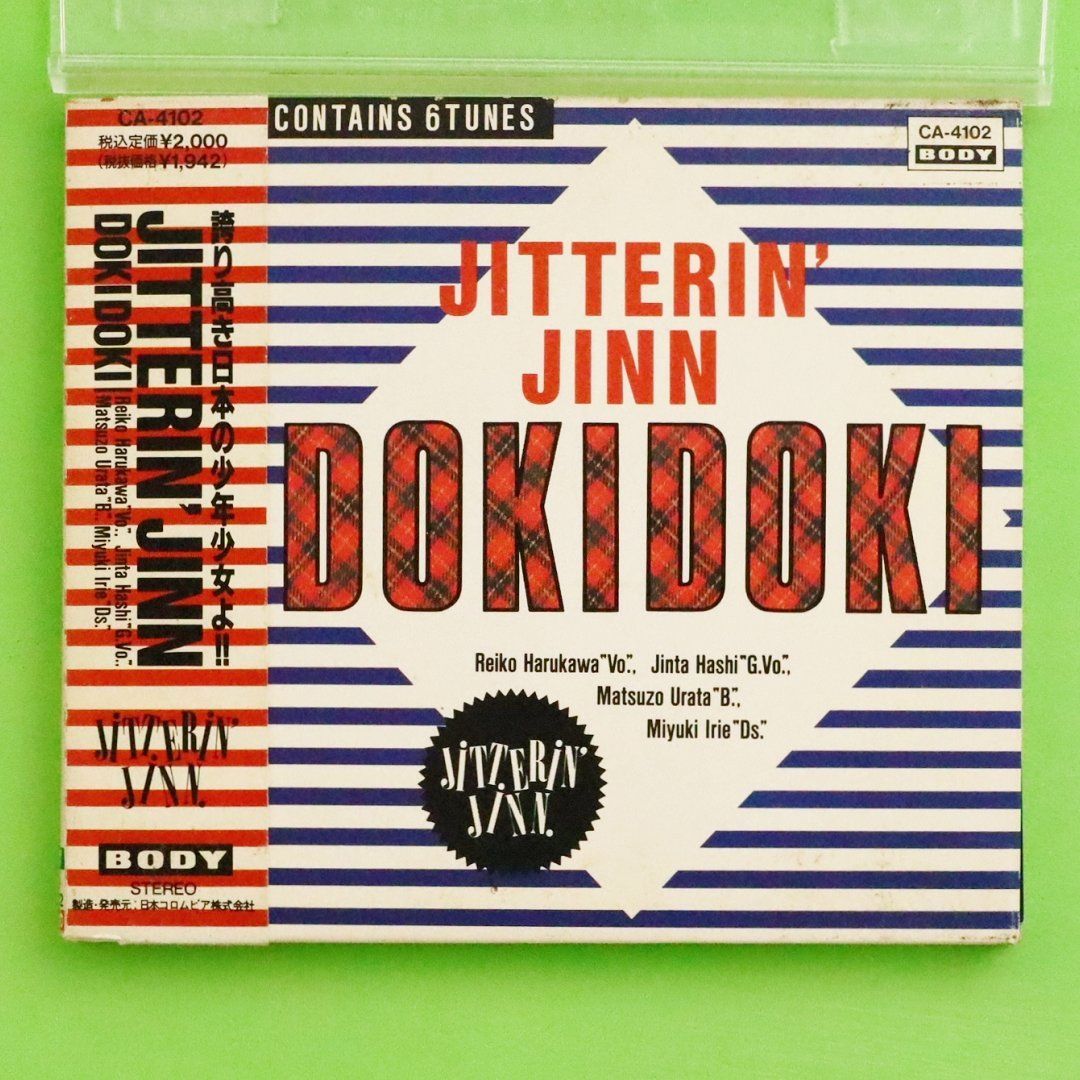 CA-4102
税込定価¥2,000
(税抜価格¥1,942)
誇り高き日本の少年少女よ!!
JITTERIN' JINN
DOKIDOKI
Reiko Harukawa"Vo.", Jinta Hashi"G.Vo.",
Matsuzo Urata"B.", Miyuki Irie"Ds."
JITTERIN'
JINN.
BODY
STEREO
製造・発売元:日本コロムビア株式会社
CONTAINS 6TUNES
CA-4102
BODY
JITTERIN'
JINN
DOKIDOKI
Reiko Harukawa"Vo.", Jinta Hashi"G.Vo.",
Matsuzo Urata"B.",
Miyuki Irie"Ds."
JITTERIN'
JINN.